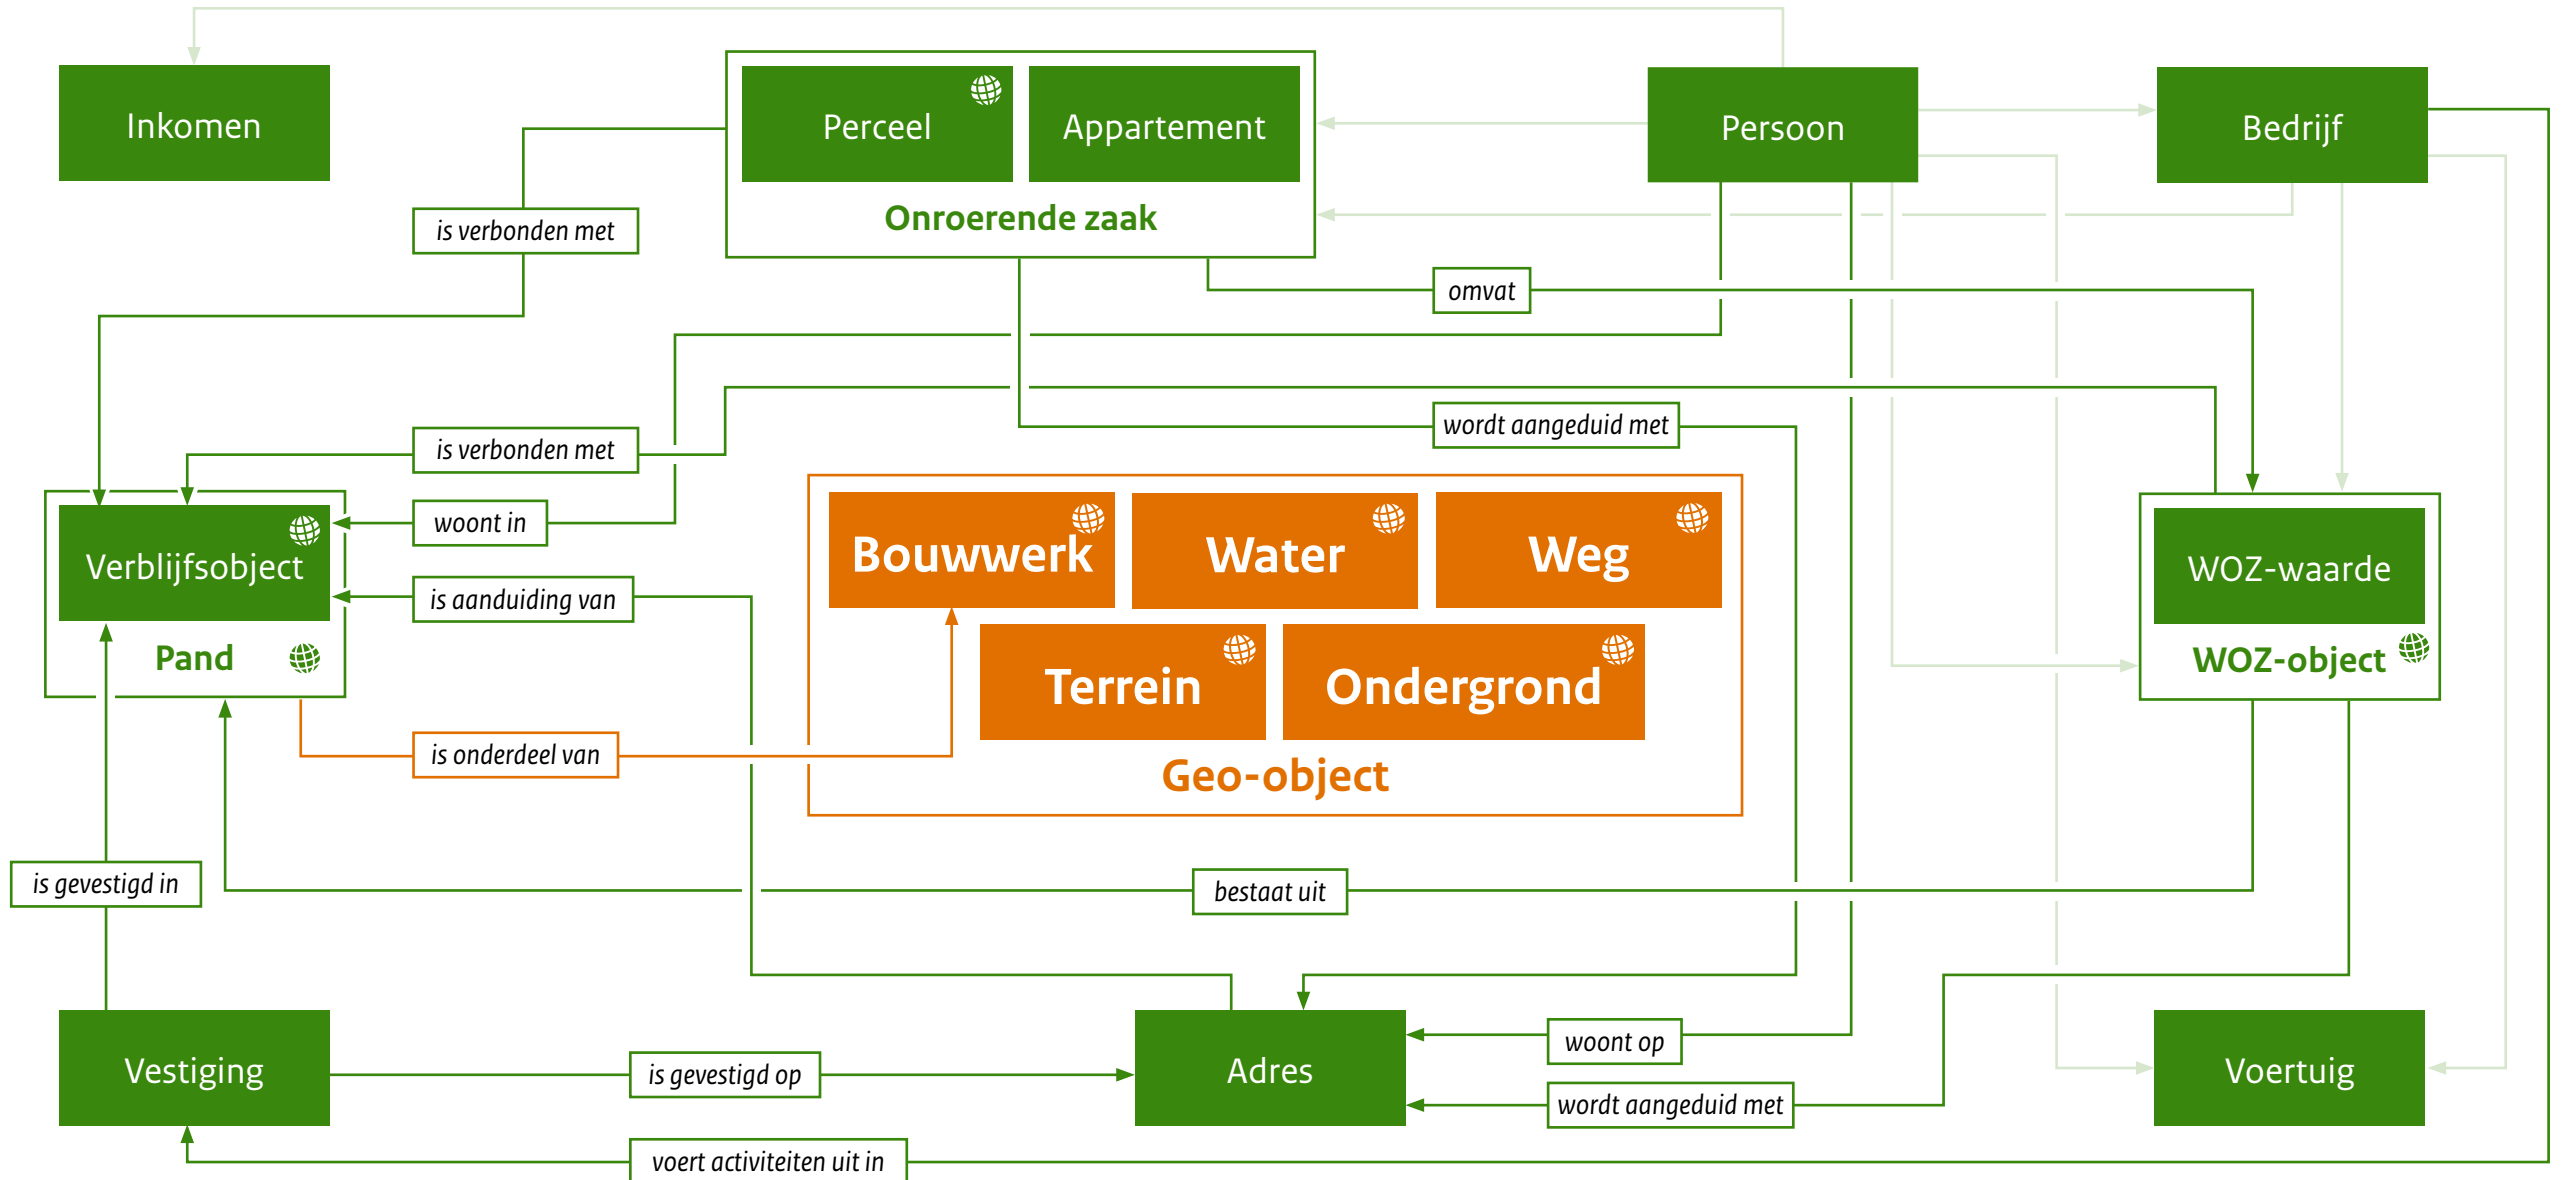 Inkomen
Perceel
Appartement
Onroerende zaak
Persoon
Bedrijf
is verbonden met
omvat
wordt aangeduid met
is verbonden met
woont in
Verblijfsobject
is aanduiding van
Pand
Bouwwerk
Water
Weg
Terrein
Ondergrond
Geo-object
WOZ-waarde
WOZ-object
is onderdeel van
is gevestigd in
bestaat uit
Vestiging
is gevestigd op
Adres
woont op
wordt aangeduid met
Voertuig
voert activiteiten uit in